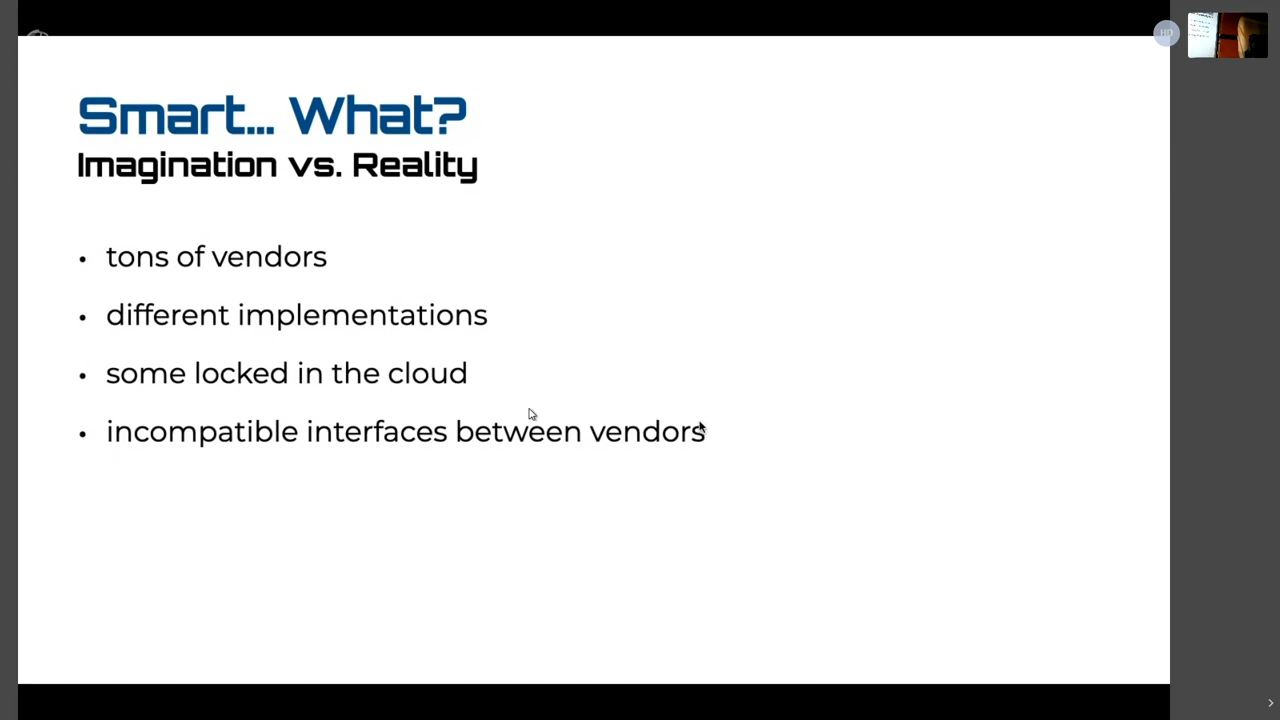 Smart... What?
Imagination vs. Reality
• tons of vendors
• different implementations
• some locked in the cloud
• incompatible interfaces between vendors
HD